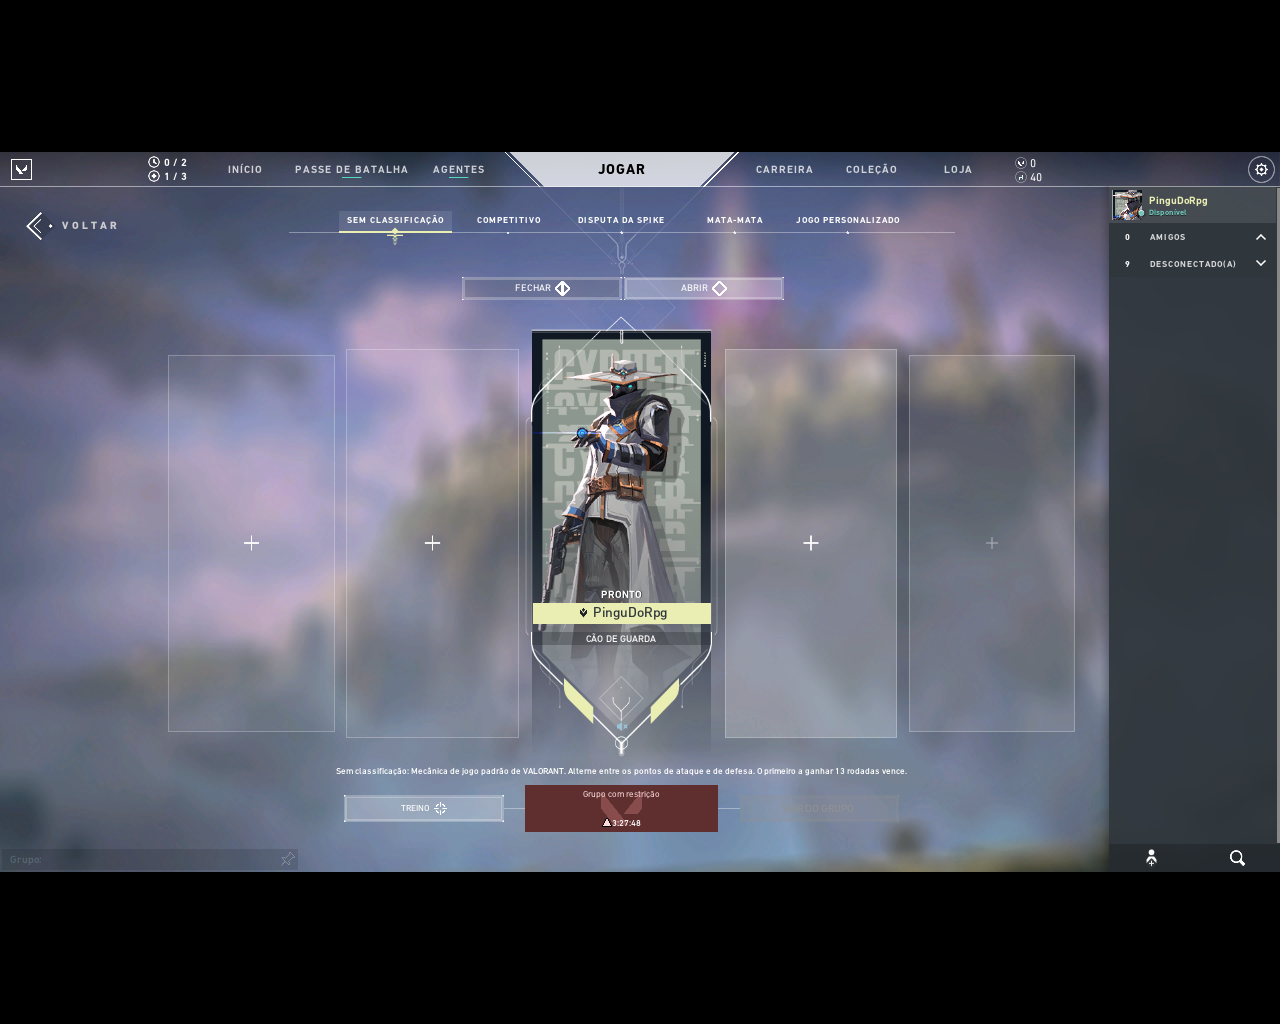 0 / 2
1 / 3
INÍCIO
PASSE DE BATALHA
AGENTES
JOGAR
CARREIRA
COLEÇÃO
LOJA
0
40
VOLTAR
SEM CLASSIFICAÇÃO
COMPETITIVO
DISPUTA DA SPIKE
MATA-MATA
JOGO PERSONALIZADO
PinguDoRpg
Disponível
0 AMIGOS
9 DESCONECTADO(A)
FECHAR
ABRIR
PRONTO
PinguDoRpg
CÃO DE GUARDA
Sem classificação: Mecânica de jogo padrão de VALORANT. Alterne entre os pontos de ataque e de defesa. O primeiro a ganhar 13 rodadas vence.
TREINO
Grupo com restrição
3:27:48
Grupo: